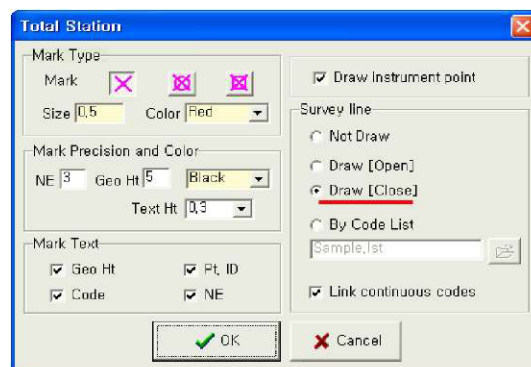 Total Station
Mark Type
Mark
Size 0,5 Color Red
Mark Precision and Color
NE 3 Geo Ht 5 Black
Text Ht 0,3
Mark Text
Geo Ht Pt, ID
Code NE
Draw Instrument point
Survey line
Not Draw
Draw [Open]
Draw [Close]
By Code List
Sample,lst
Link continuous codes
OK Cancel